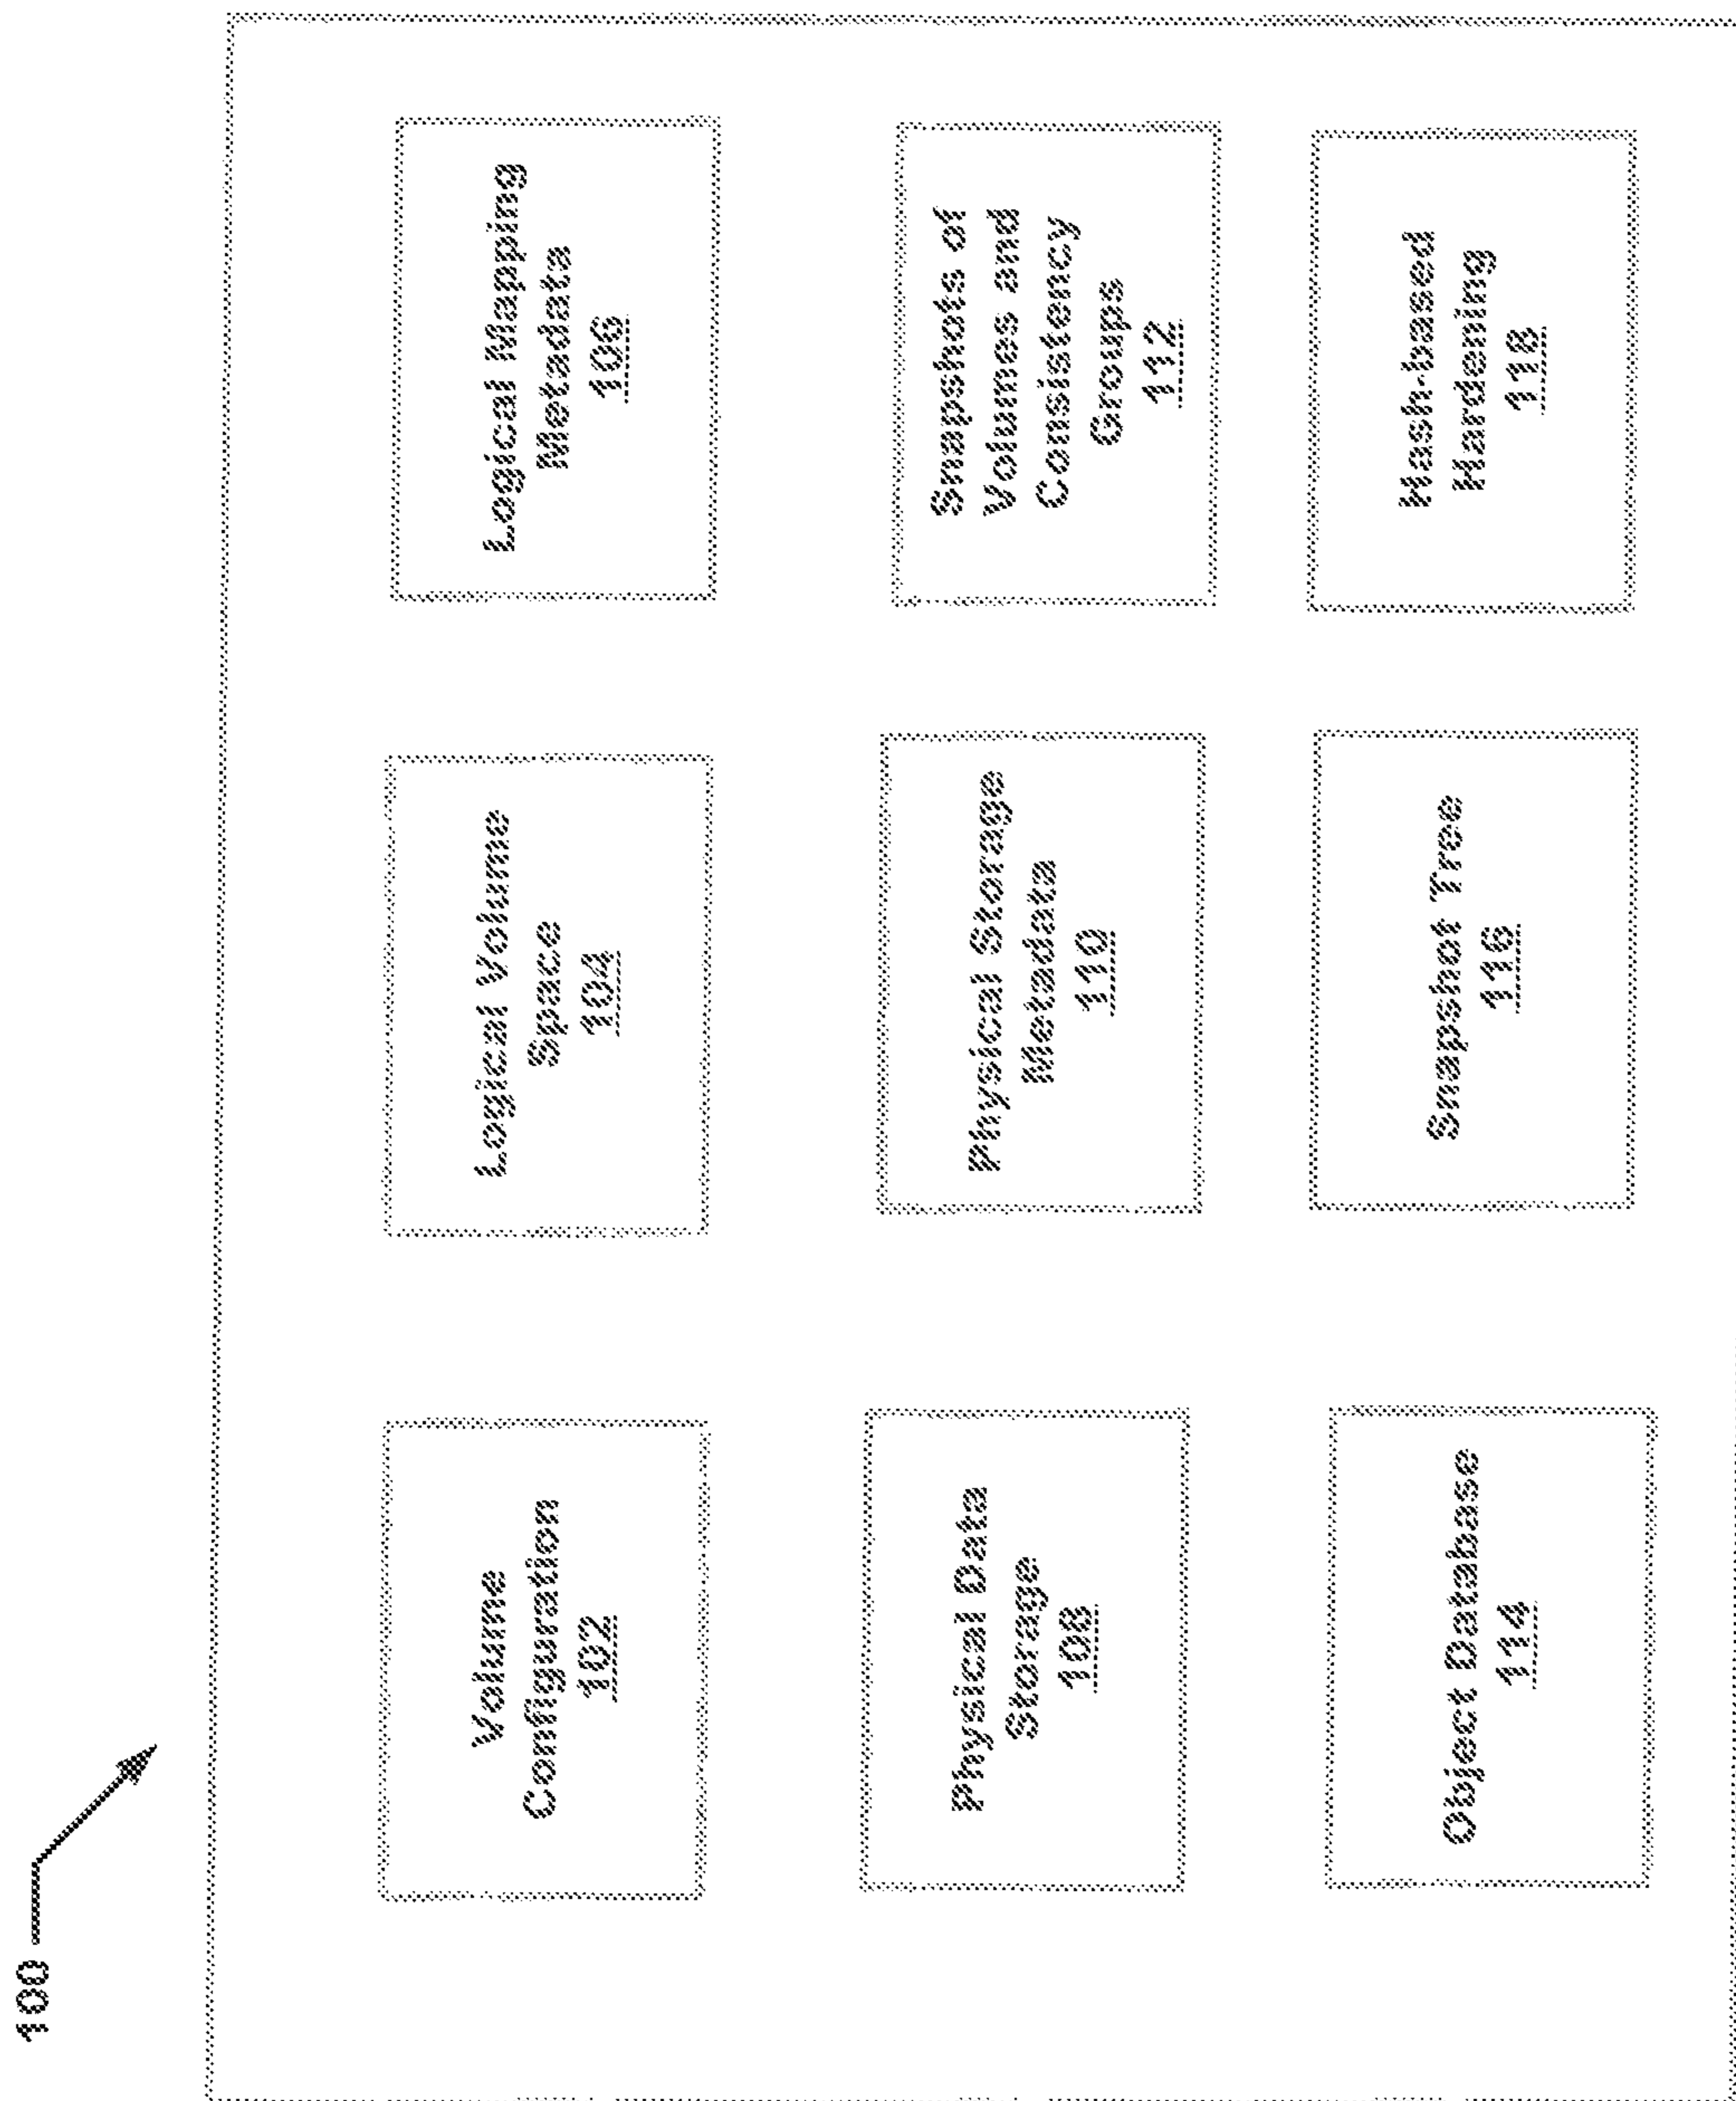 100
Volume
Configuration
102
Logical Volume
Space
104
Logical Mapping
Metadata
106
Physical Data
Storage
108
Physical Storage
Metadata
110
Snapshots of
Volumes and
Consistency
Groups
112
Object Database
114
Snapshot Tree
116
Hash-based
Hardening
118